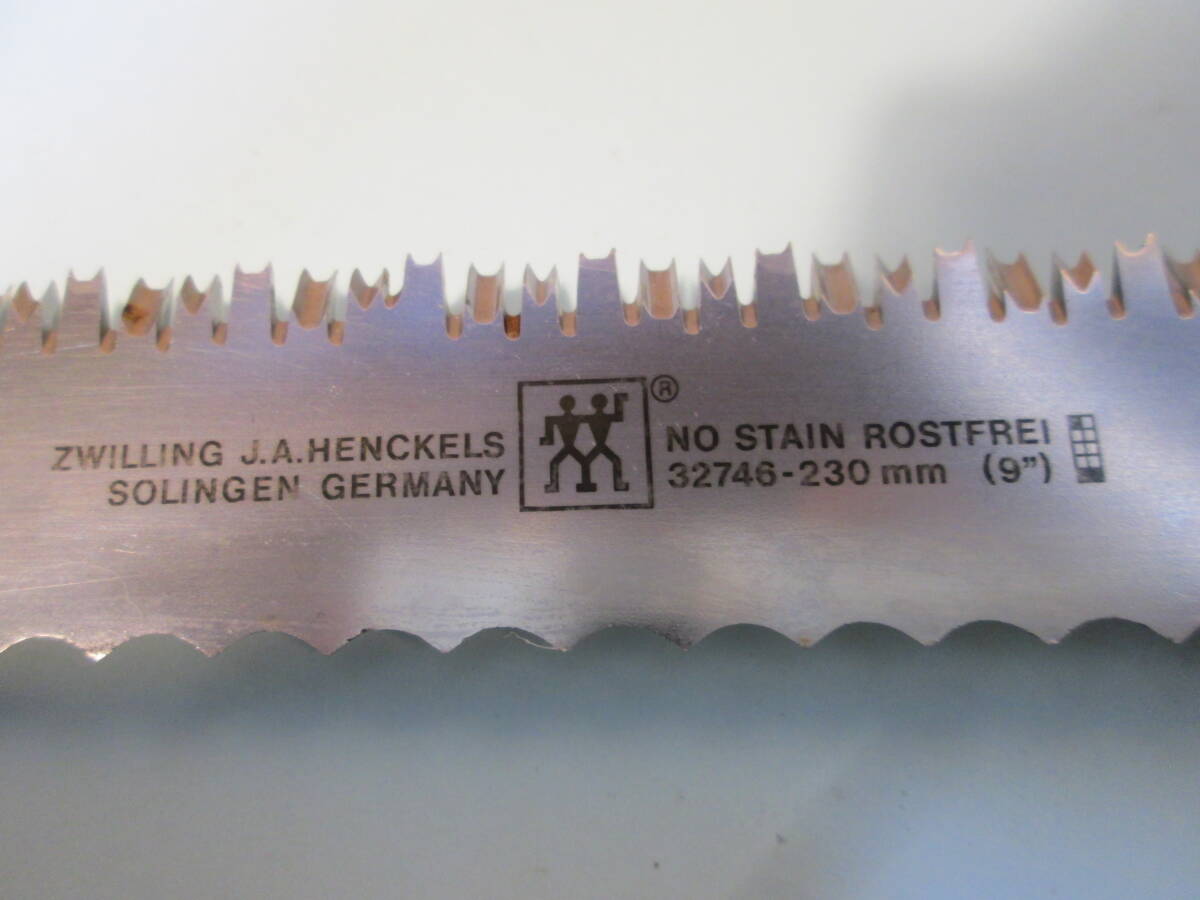 ZWILLING J.A.HENCKELS
SOLINGEN GERMANY
®
NO STAIN ROSTFREI
32746-230 mm (9")